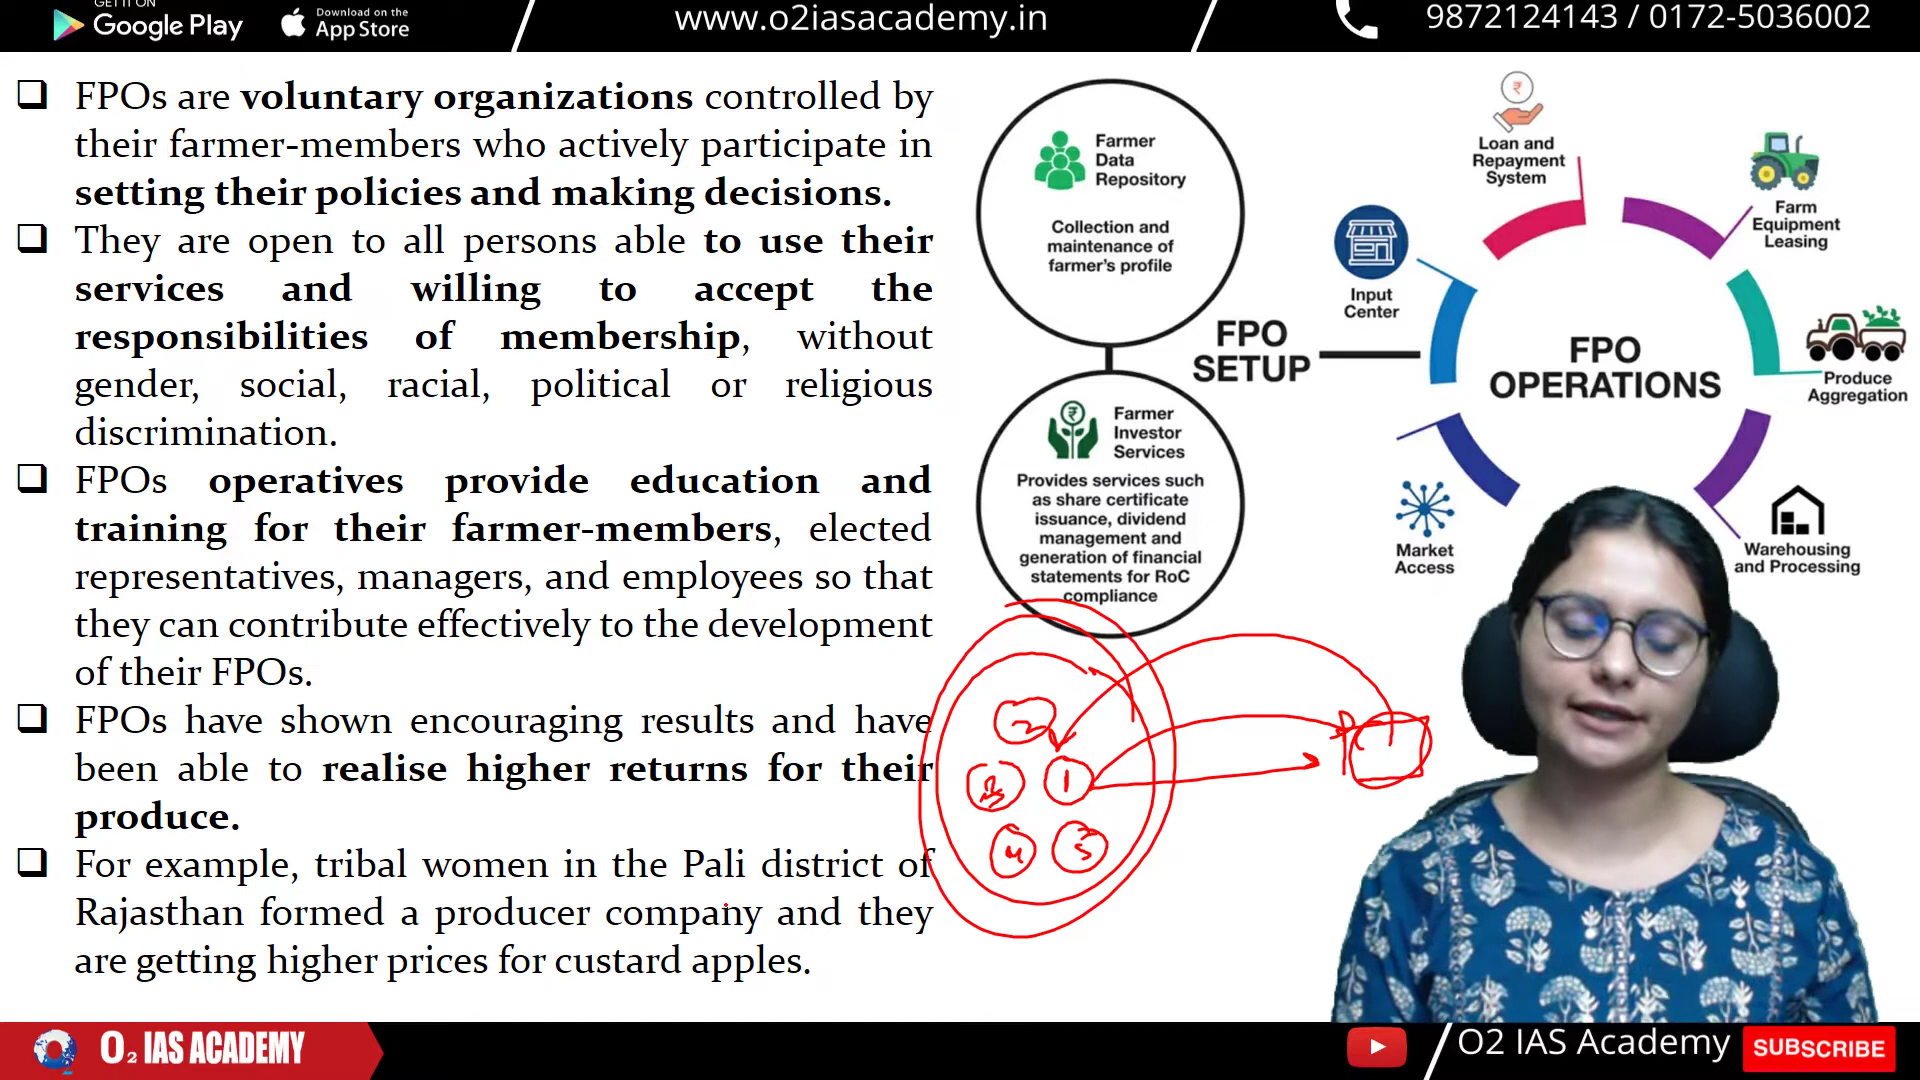 GET IT ON
Google Play
Download on the
App Store
www.o2iasacademy.in
9872124143 / 0172-5036002
FPOs are voluntary organizations controlled by
their farmer-members who actively participate in
setting their policies and making decisions.
They are open to all persons able to use their
services and willing to accept the
responsibilities of membership, without
gender, social, racial, political or religious
discrimination.
FPOs operatives provide education and
training for their farmer-members, elected
representatives, managers, and employees so that
they can contribute effectively to the development
of their FPOs.
FPOs have shown encouraging results and have
been able to realise higher returns for their
produce.
For example, tribal women in the Pali district of
Rajasthan formed a producer company and they
are getting higher prices for custard apples.
Farmer
Data
Repository
Collection and
maintenance of
farmer's profile
FPO
SETUP
Farmer
Investor
Services
Provides services such
as share certificate
issuance, dividend
management and
generation of financial
statements for RoC
compliance
FPO
OPERATIONS
Loan and
Repayment
System
Farm
Equipment
Leasing
Input
Center
Produce
Aggregation
Market
Access
Warehousing
and Processing
2
3
1
4
5
O2 IAS ACADEMY
O2 IAS Academy
SUBSCRIBE